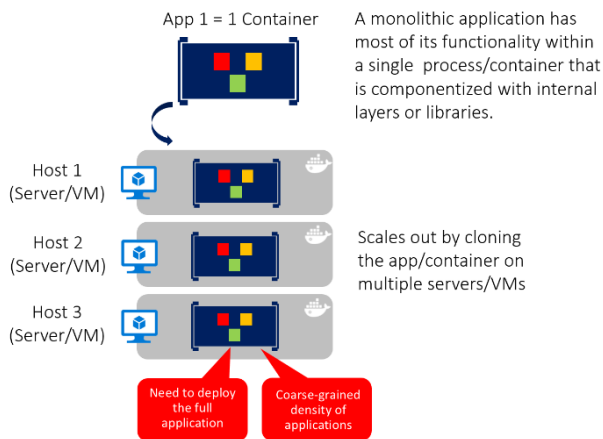 App 1 = 1 Container
A monolithic application has
most of its functionality within
a single process/container that
is componentized with internal
layers or libraries.
Host 1
(Server/VM)
Host 2
(Server/VM)
Scales out by cloning
the app/container on
multiple servers/VMs
Host 3
(Server/VM)
Need to deploy
the full
application
Coarse-grained
density of
applications